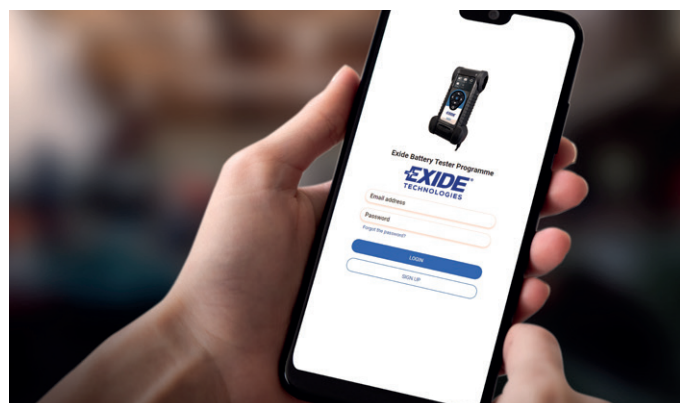 Exide Battery Tester Programme
EXIDE
TECHNOLOGIES
Email address
Password
Forgot the password?
LOGIN
SIGN UP